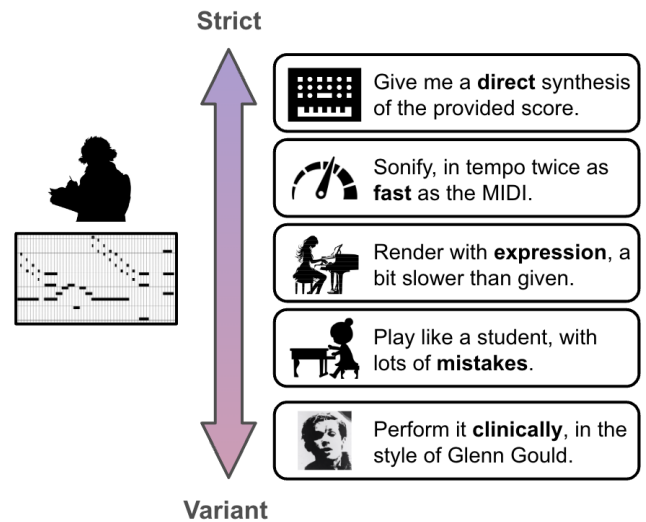 Strict
Give me a direct synthesis
of the provided score.
Sonify, in tempo twice as
fast as the MIDI.
Render with expression, a
bit slower than given.
Play like a student, with
lots of mistakes.
Perform it clinically, in the
style of Glenn Gould.
Variant